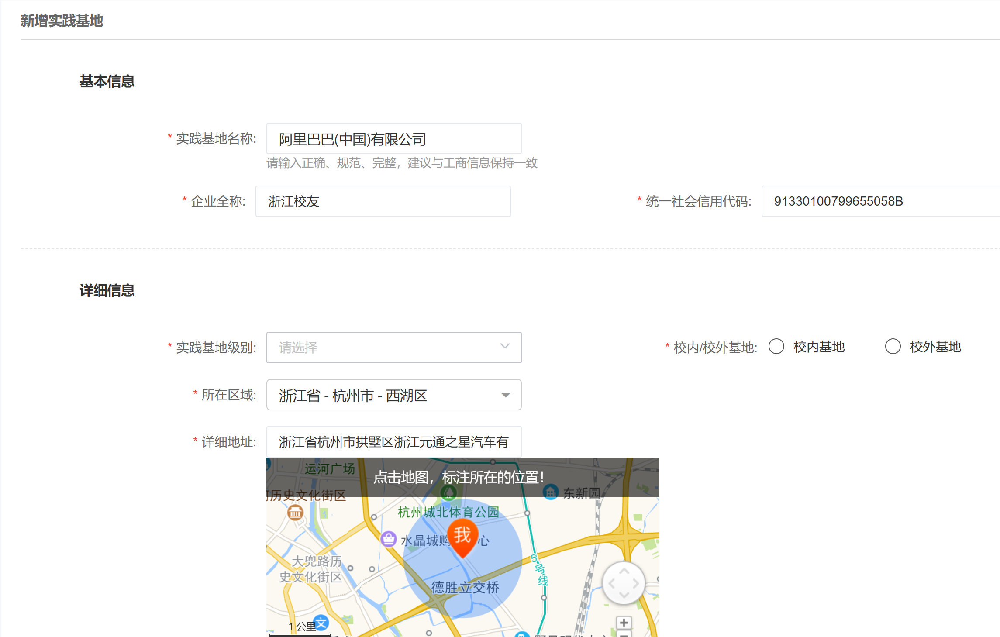 新增实践基地
基本信息
* 实践基地名称: 阿里巴巴(中国)有限公司
请输入正确、规范、完整，建议与工商信息保持一致
* 企业全称: 浙江校友 * 统一社会信用代码: 91330100799655058B
详细信息
* 实践基地级别: 请选择 * 校内/校外基地: 校内基地 校外基地
* 所在区域: 浙江省 - 杭州市 - 西湖区
* 详细地址: 浙江省杭州市拱墅区浙江元通之星汽车有
运河广场
点击地图，标注所在的位置！
历史文化街区
东新园
杭州城北体育公园
我
水晶城购 心
5号线
大兜路历
史文化街区
德胜立交桥
文
1 公里